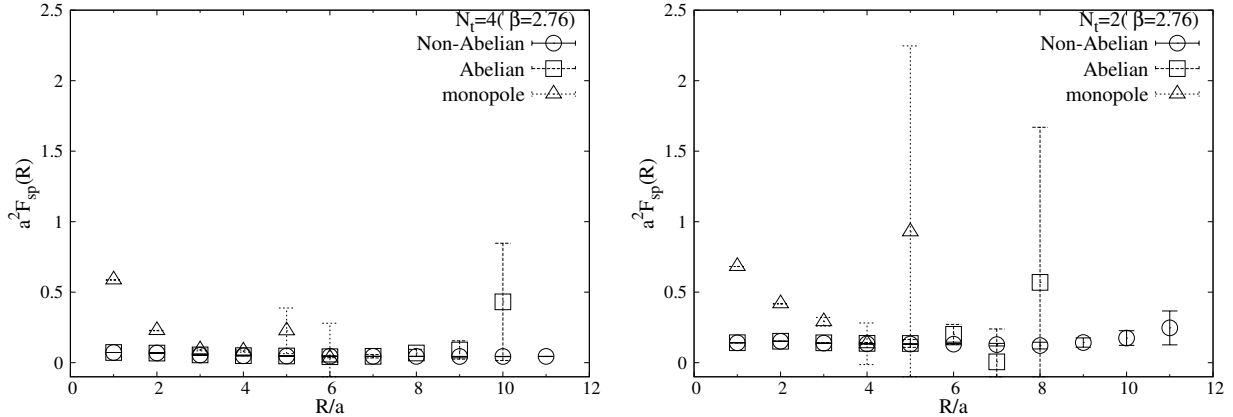 N_t=4( β=2.76)
Non-Abelian
Abelian
monopole
2.5
2
1.5
1
0.5
0
a^2F_sp(R)
0 2 4 6 8 10 12
R/a
N_t=2( β=2.76)
Non-Abelian
Abelian
monopole
2.5
2
1.5
1
0.5
0
a^2F_sp(R)
0 2 4 6 8 10 12
R/a